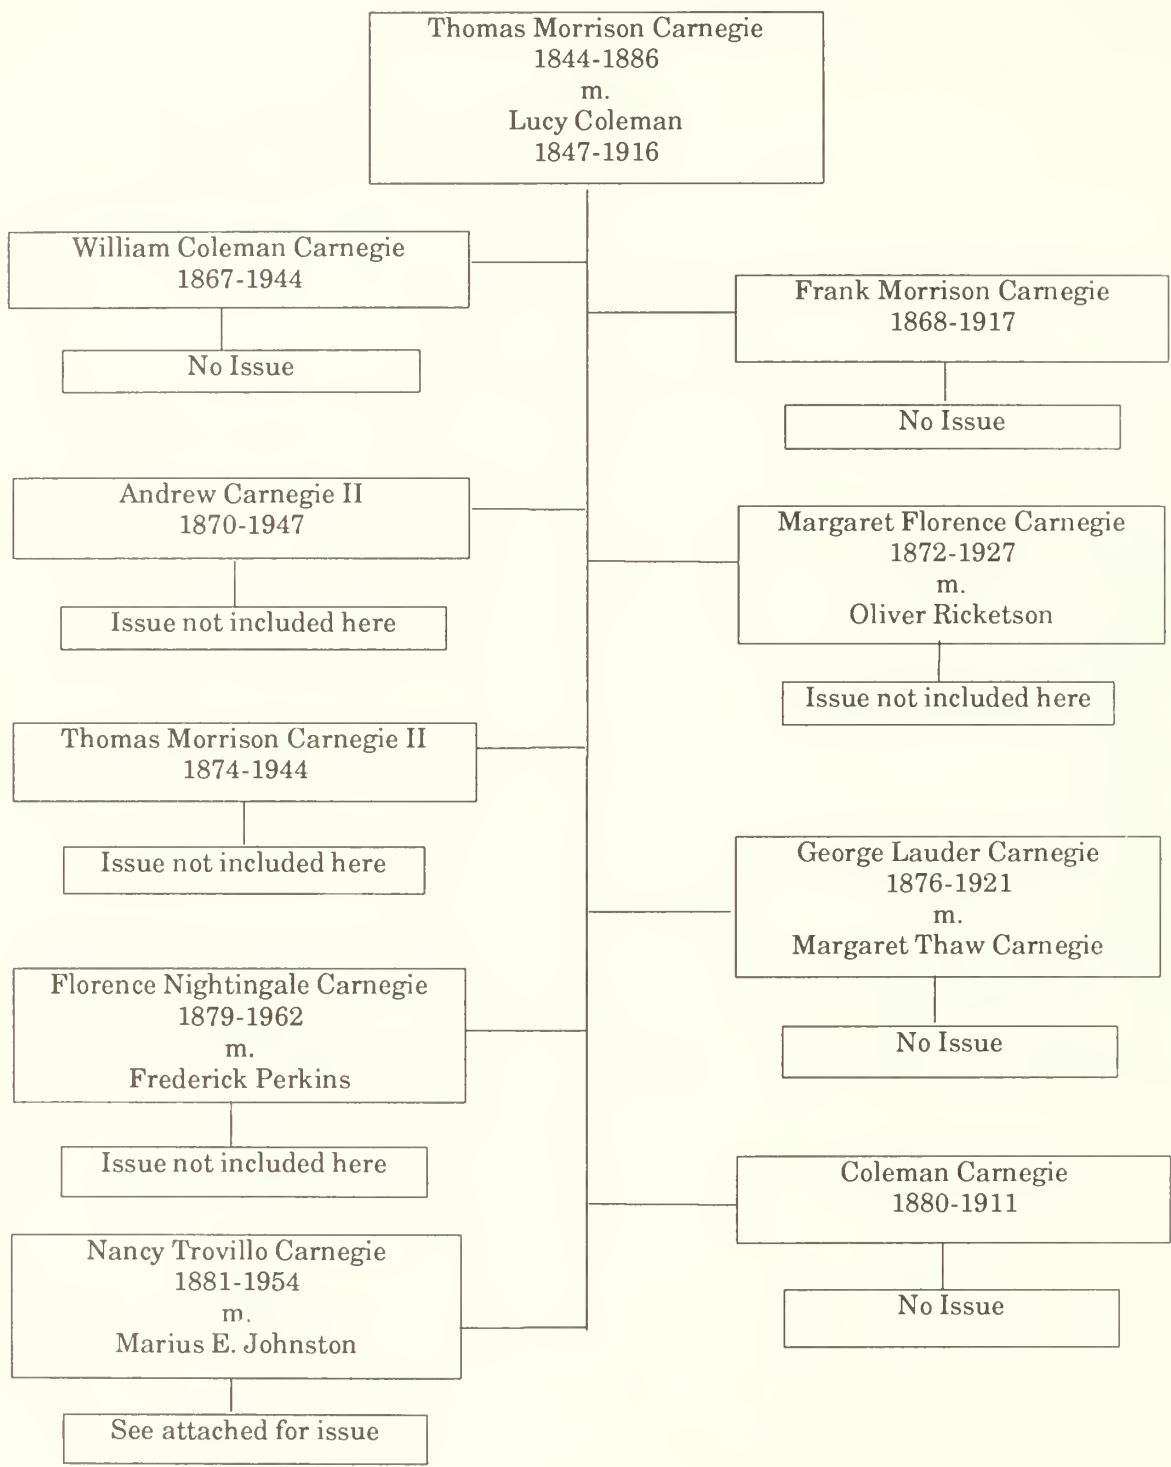 Thomas Morrison Carnegie
1844-1886
m.
Lucy Coleman
1847-1916
William Coleman Carnegie
1867-1944
No Issue
Frank Morrison Carnegie
1868-1917
No Issue
Andrew Carnegie II
1870-1947
Issue not included here
Margaret Florence Carnegie
1872-1927
m.
Oliver Ricketson
Issue not included here
Thomas Morrison Carnegie II
1874-1944
Issue not included here
George Lauder Carnegie
1876-1921
m.
Margaret Thaw Carnegie
No Issue
Florence Nightingale Carnegie
1879-1962
m.
Frederick Perkins
Issue not included here
Coleman Carnegie
1880-1911
No Issue
Nancy Trovillo Carnegie
1881-1954
m.
Marius E. Johnston
See attached for issue